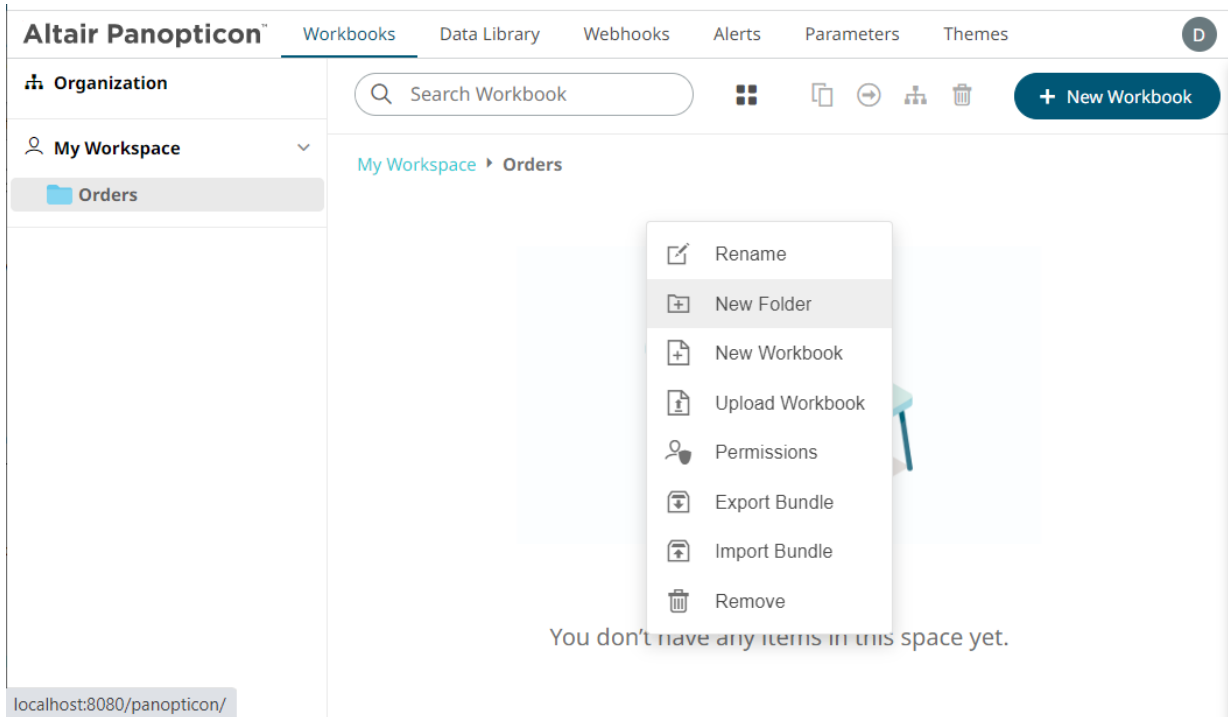 Altair Panopticon™ Workbooks Data Library Webhooks Alerts Parameters Themes D
Organization
Search Workbook + New Workbook
My Workspace
My Workspace Orders
Orders
Rename
New Folder
New Workbook
Upload Workbook
Permissions
Export Bundle
Import Bundle
Remove
You don't have any items in this space yet.
localhost:8080/panopticon/